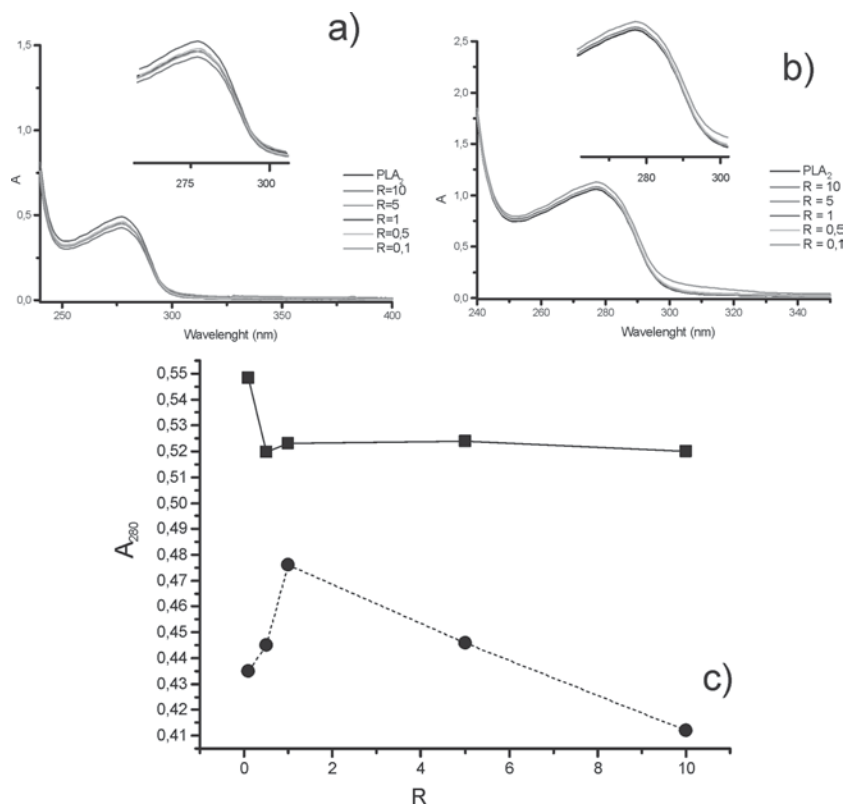 a)
1,5
1,0
0,5
0,0
A
250
300
350
400
Wavelenght (nm)
275
300
PLA2
R=10
R=5
R=1
R=0,5
R=0,1
b)
2,5
2,0
1,5
1,0
0,5
0,0
A
240
260
280
300
320
340
Wavelenght (nm)
280
302
PLA2
R = 10
R = 5
R = 1
R = 0,5
R = 0,1
c)
0,55
0,54
0,53
0,52
0,51
0,50
0,49
0,48
0,47
0,46
0,45
0,44
0,43
0,42
0,41
A280
0
2
4
6
8
10
R